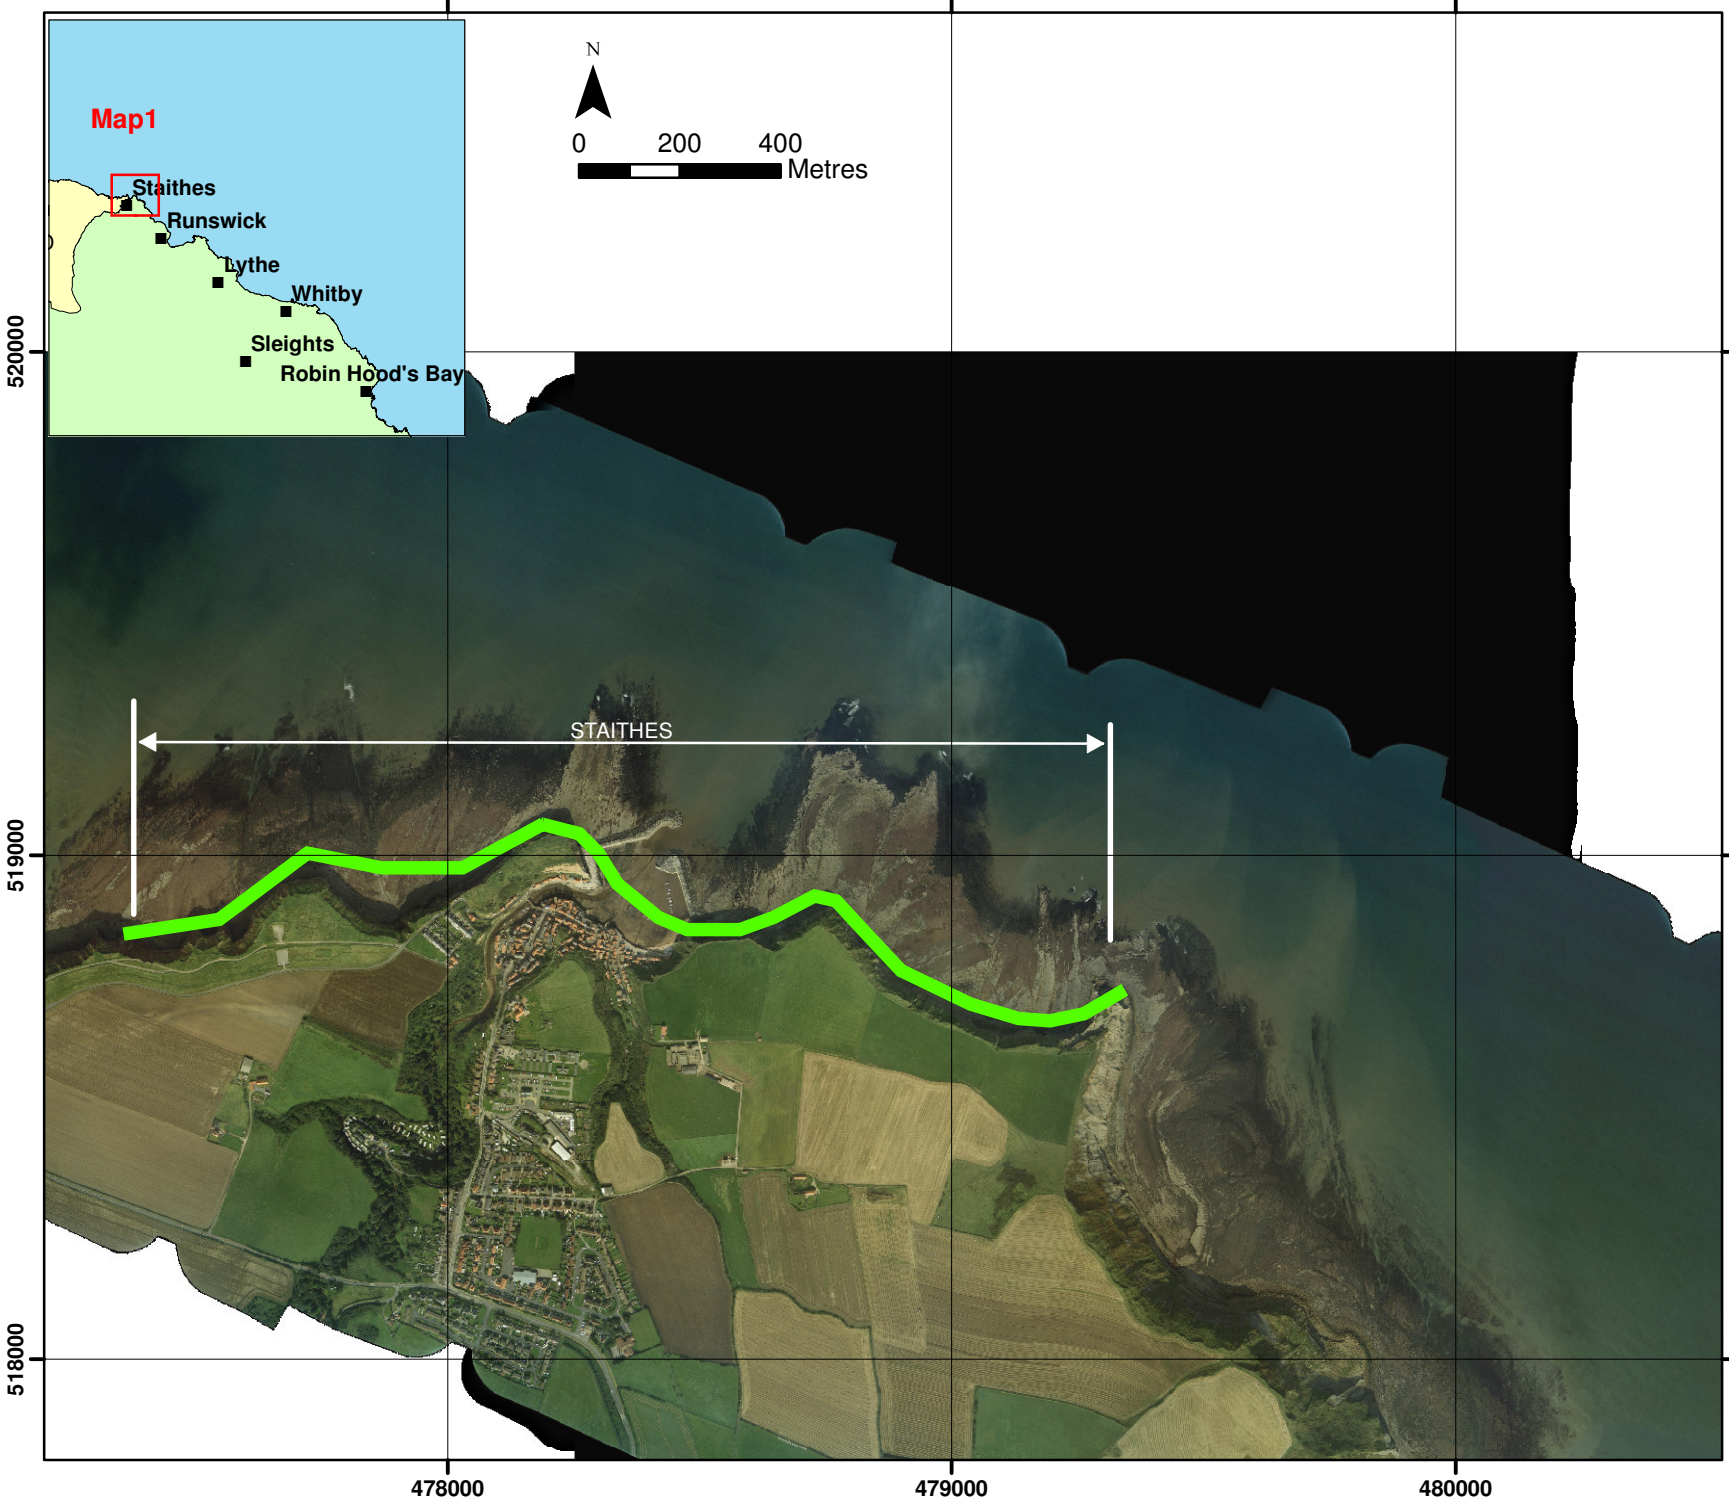 Map1
Staithes
Runswick
Lythe
Whitby
Sleights
Robin Hood's Bay
N
0 200 400
Metres
STAITHES
520000
519000
518000
478000 479000 480000